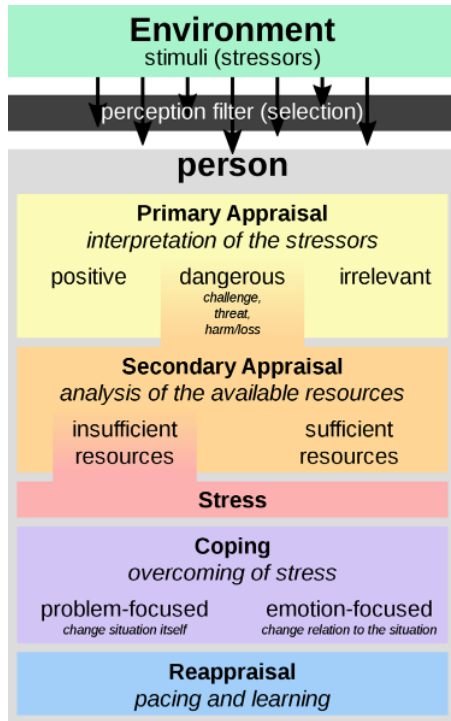 Environment
stimuli (stressors)
perception filter (selection)
person
Primary Appraisal
interpretation of the stressors
positive
dangerous
irrelevant
challenge,
threat,
harm/loss
Secondary Appraisal
analysis of the available resources
insufficient
resources
sufficient
resources
Stress
Coping
overcoming of stress
problem-focused
change situation itself
emotion-focused
change relation to the situation
Reappraisal
pacing and learning